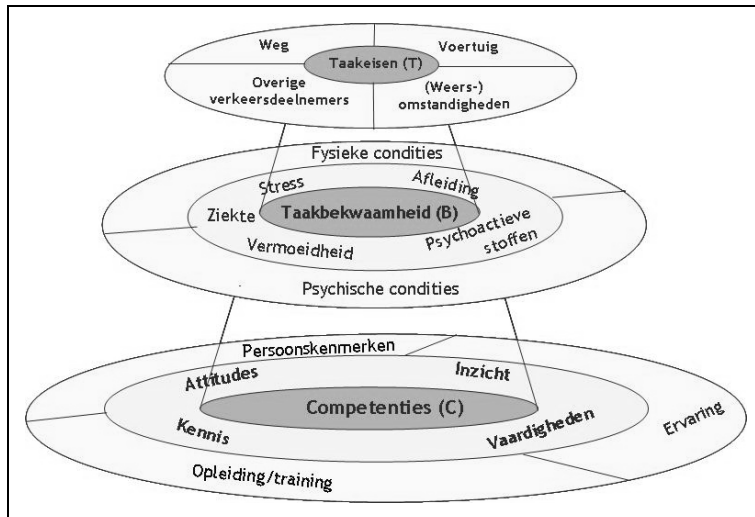 Weg
Voertuig
Taakeisen (T)
Overige
verkeersdeelnemers
(Weers-)
omstandigheden
Fysieke condities
Stress
Afleiding
Ziekte
Taakbekwaamheid (B)
Psychoactieve
stoffen
Vermoeidheid
Psychische condities
Persoonskenmerken
Attitudes
Inzicht
Competenties (C)
Kennis
Vaardigheden
Ervaring
Opleiding/training